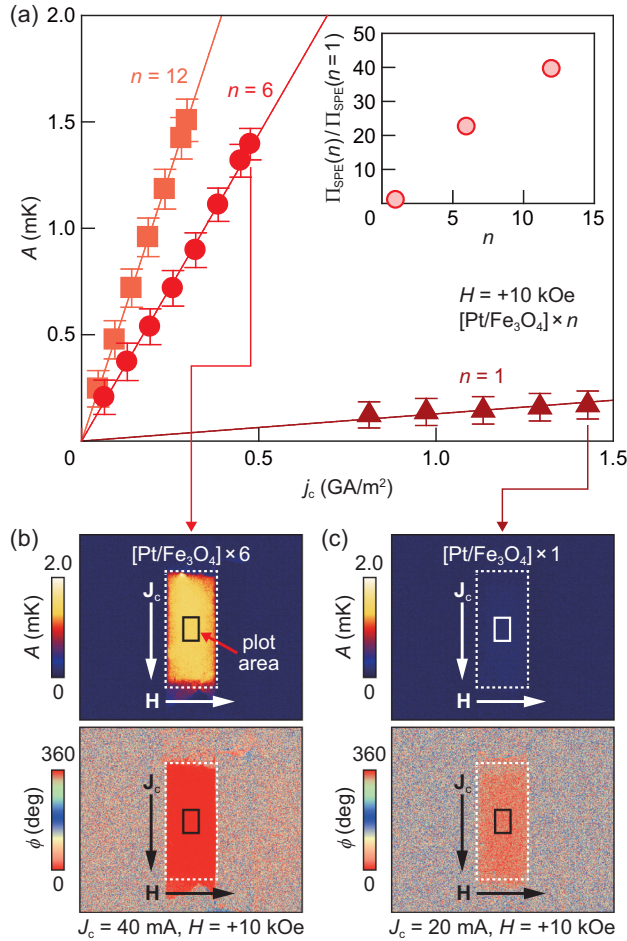 (a)
2.0
1.5
1.0
0.5
0
A (mK)
n = 12
n = 6
50
40
30
20
10
0
Π_SPE(n) / Π_SPE(n = 1)
0 5 10 15
n
H = +10 kOe
[Pt/Fe₃O₄] × n
n = 1
0 0.5 1.0 1.5
j_c (GA/m²)
(b)
[Pt/Fe₃O₄] × 6
2.0
A (mK)
0
J_c
plot
area
H
360
ϕ (deg)
0
J_c
H
J_c = 40 mA, H = +10 kOe
(c)
[Pt/Fe₃O₄] × 1
2.0
A (mK)
0
J_c
H
360
ϕ (deg)
0
J_c
H
J_c = 20 mA, H = +10 kOe